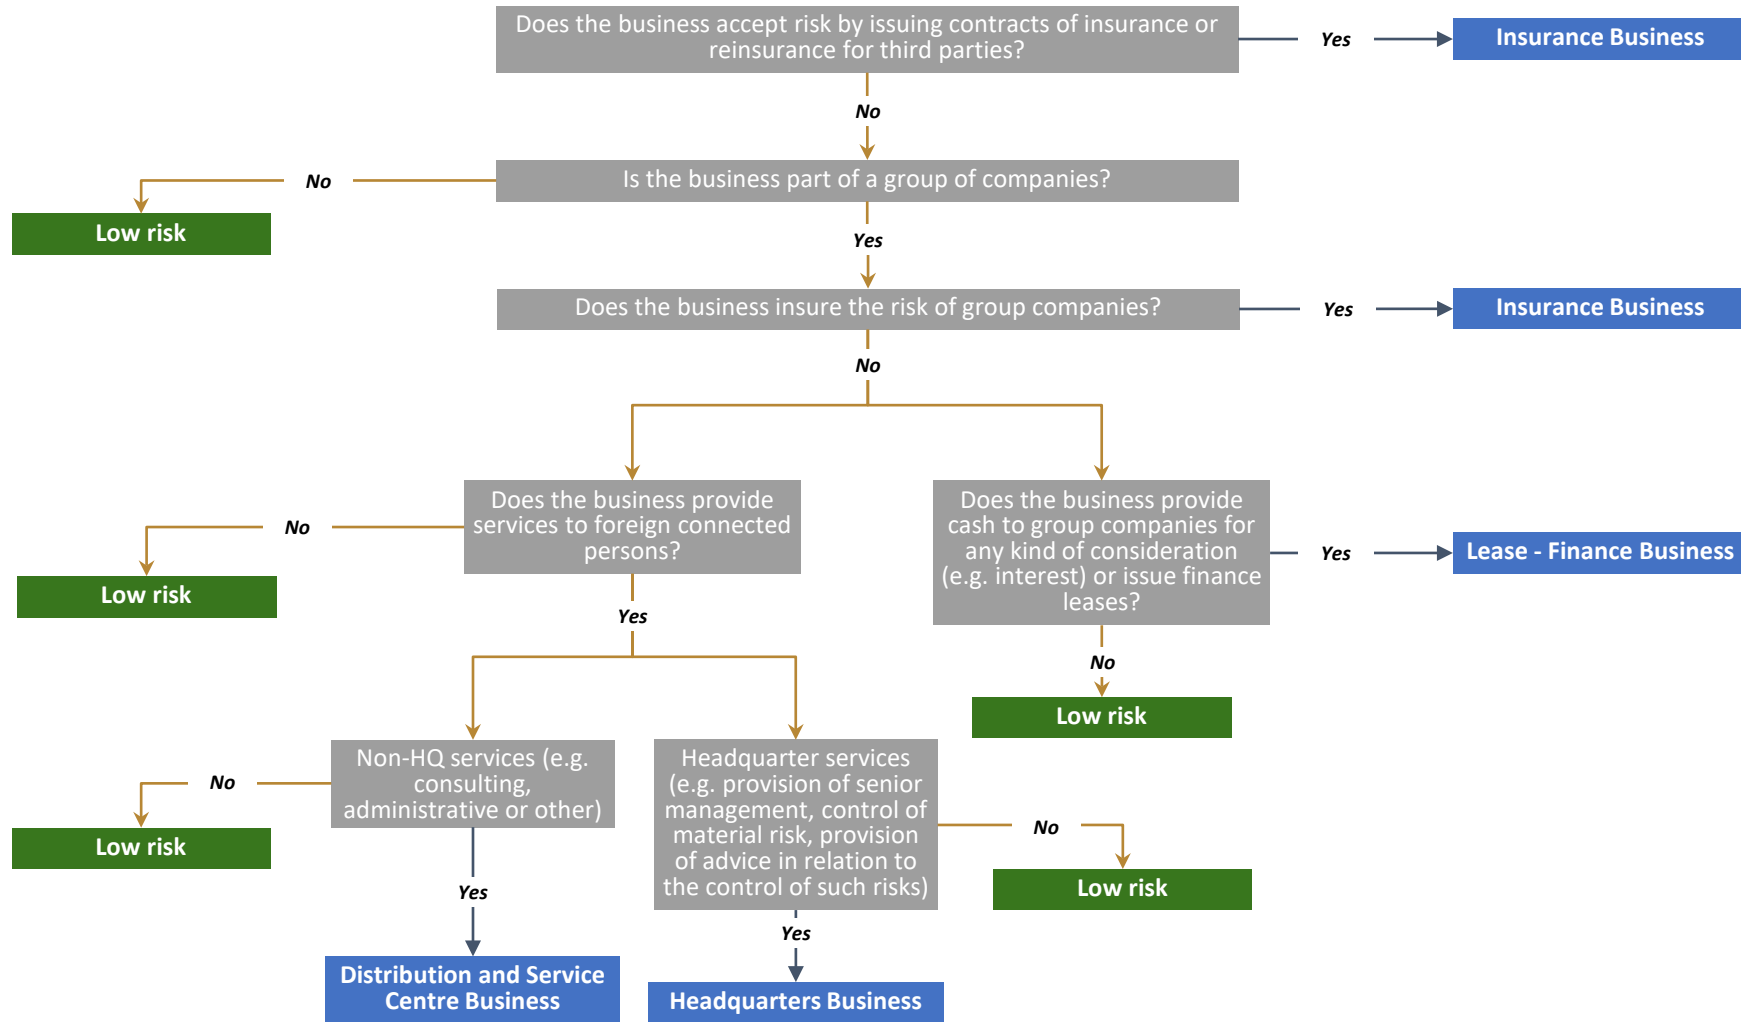 Does the business accept risk by issuing contracts of insurance or
reinsurance for third parties?
Yes
Insurance Business
No
Is the business part of a group of companies?
No
Low risk
Yes
Does the business insure the risk of group companies?
Yes
Insurance Business
No
Does the business provide
services to foreign connected
persons?
No
Low risk
Yes
Does the business provide
cash to group companies for
any kind of consideration
(e.g. interest) or issue finance
leases?
Yes
Lease - Finance Business
No
Low risk
Non-HQ services (e.g.
consulting,
administrative or other)
No
Low risk
Yes
Distribution and Service
Centre Business
Headquarter services
(e.g. provision of senior
management, control of
material risk, provision
of advice in relation to
the control of such risks)
No
Low risk
Yes
Headquarters Business